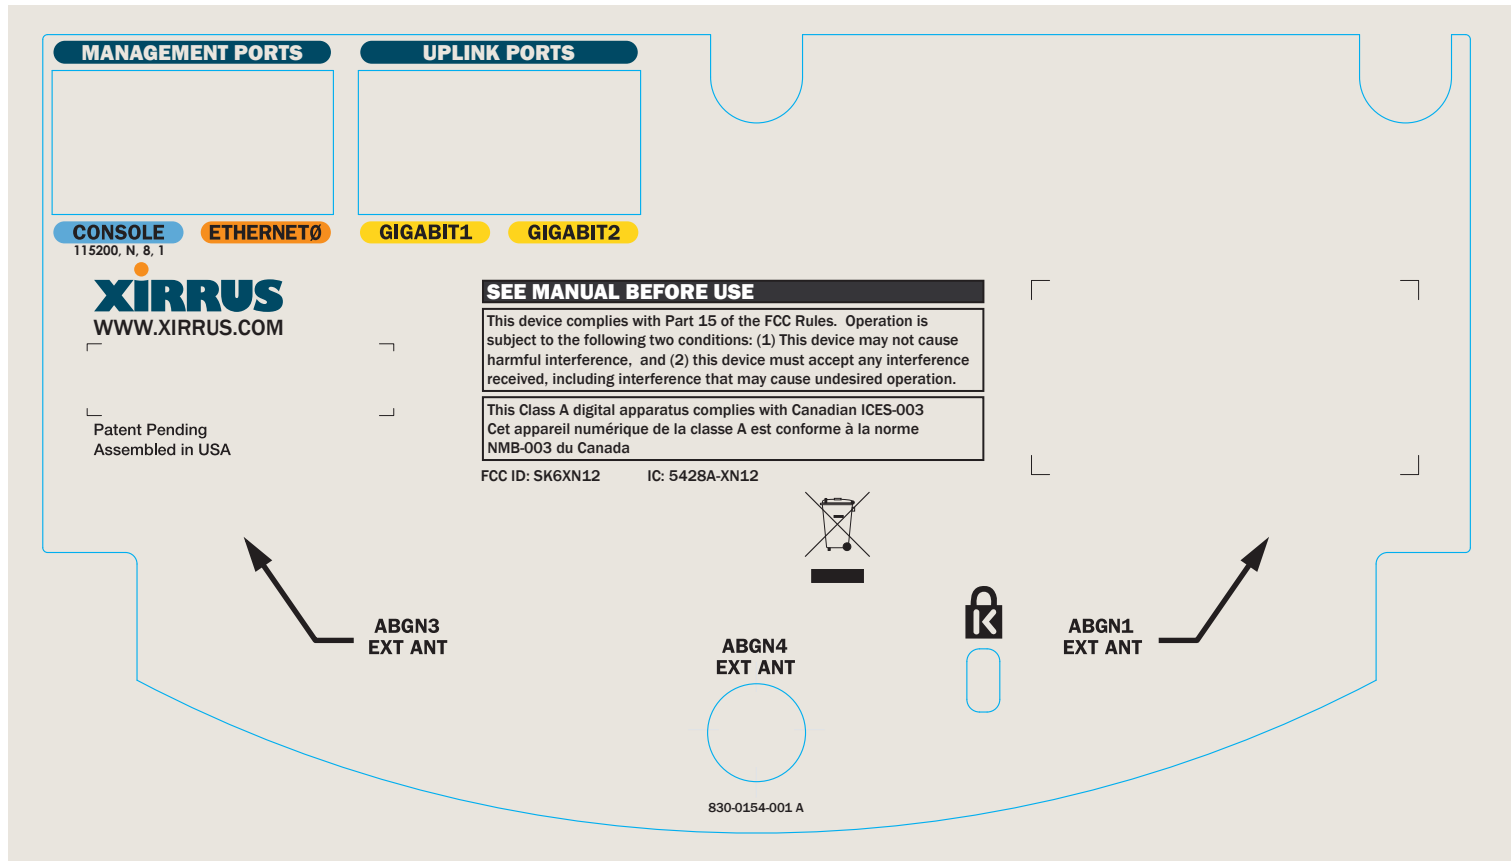 MANAGEMENT PORTS
UPLINK PORTS
CONSOLE
115200, N, 8, 1
ETHERNETØ
GIGABIT1
GIGABIT2
XIRRUS
WWW.XIRRUS.COM
Patent Pending
Assembled in USA
SEE MANUAL BEFORE USE
This device complies with Part 15 of the FCC Rules.  Operation is
subject to the following two conditions: (1) This device may not cause
harmful interference,  and (2) this device must accept any interference
received, including interference that may cause undesired operation.
This Class A digital apparatus complies with Canadian ICES-003
Cet appareil numérique de la classe A est conforme à la norme
NMB-003 du Canada
FCC ID: SK6XN12
IC: 5428A-XN12
ABGN3
EXT ANT
ABGN4
EXT ANT
K
ABGN1
EXT ANT
830-0154-001 A